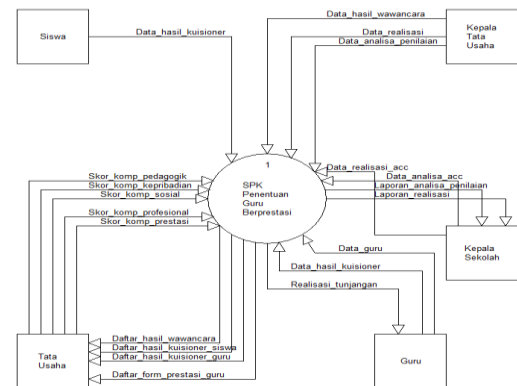 Siswa
Data_hasil_kuisioner
Data_hasil_wawancara
Data_realisasi
Data_analisa_penilaian
Kepala
Tata
Usaha
1
SPK
Penentuan
Guru
Berprestasi
Data_realisasi_acc
Data_analisa_acc
Laporan_analisa_penilaian
Laporan_realisasi
Skor_komp_pedagogik
Skor_komp_kepribadian
Skor_komp_sosial
Skor_komp_profesional
Skor_komp_prestasi
Kepala
Sekolah
Data_guru
Data_hasil_kuisioner
Realisasi_tunjangan
Tata
Usaha
Daftar_hasil_wawancara
Daftar_hasil_kuisioner_siswa
Daftar_hasil_kuisioner_guru
Daftar_form_prestasi_guru
Guru